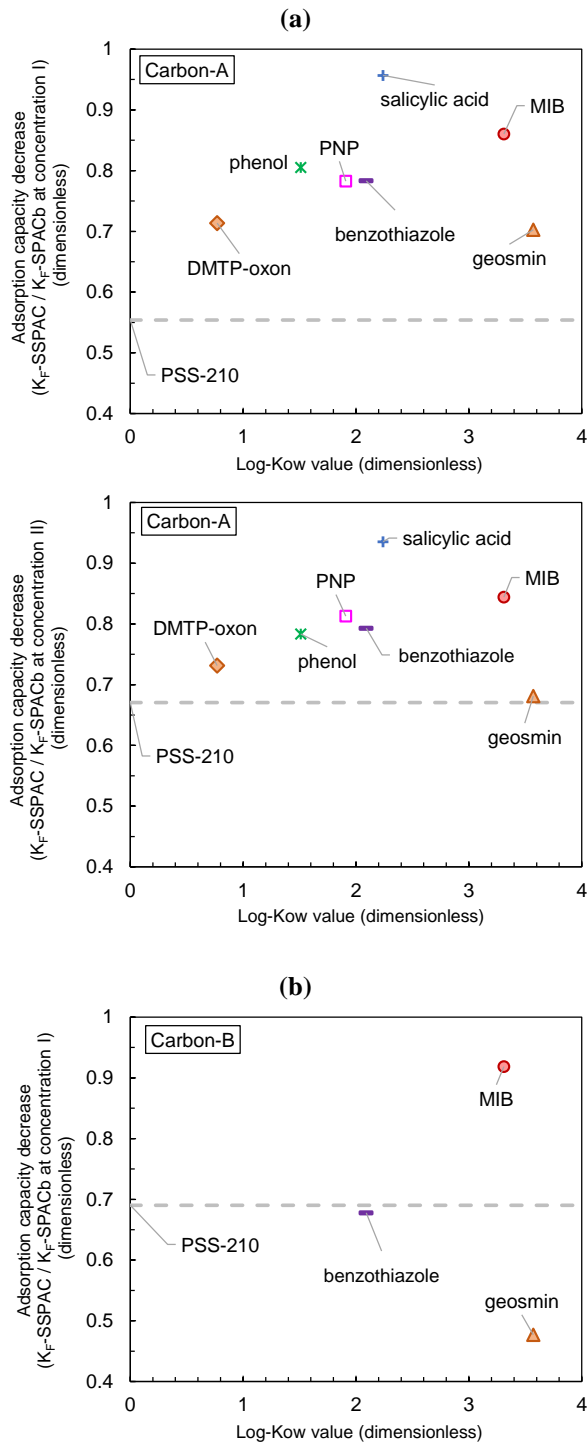 (a)
Carbon-A
Adsorption capacity decrease
(KF-SSPAC / KF-SPACb at concentration I)
(dimensionless)
1
0.9
0.8
0.7
0.6
0.5
0.4
salicylic acid
MIB
phenol
PNP
benzothiazole
DMTP-oxon
geosmin
PSS-210
0 1 2 3 4
Log-Kow value (dimensionless)
Carbon-A
Adsorption capacity decrease
(KF-SSPAC / KF-SPACb at concentration II)
(dimensionless)
1
0.9
0.8
0.7
0.6
0.5
0.4
salicylic acid
PNP
MIB
DMTP-oxon
phenol
benzothiazole
geosmin
PSS-210
0 1 2 3 4
Log-Kow value (dimensionless)
(b)
Carbon-B
Adsorption capacity decrease
(KF-SSPAC / KF-SPACb at concentration I)
(dimensionless)
1
0.9
0.8
0.7
0.6
0.5
0.4
MIB
PSS-210
benzothiazole
geosmin
0 1 2 3 4
Log-Kow value (dimensionless)